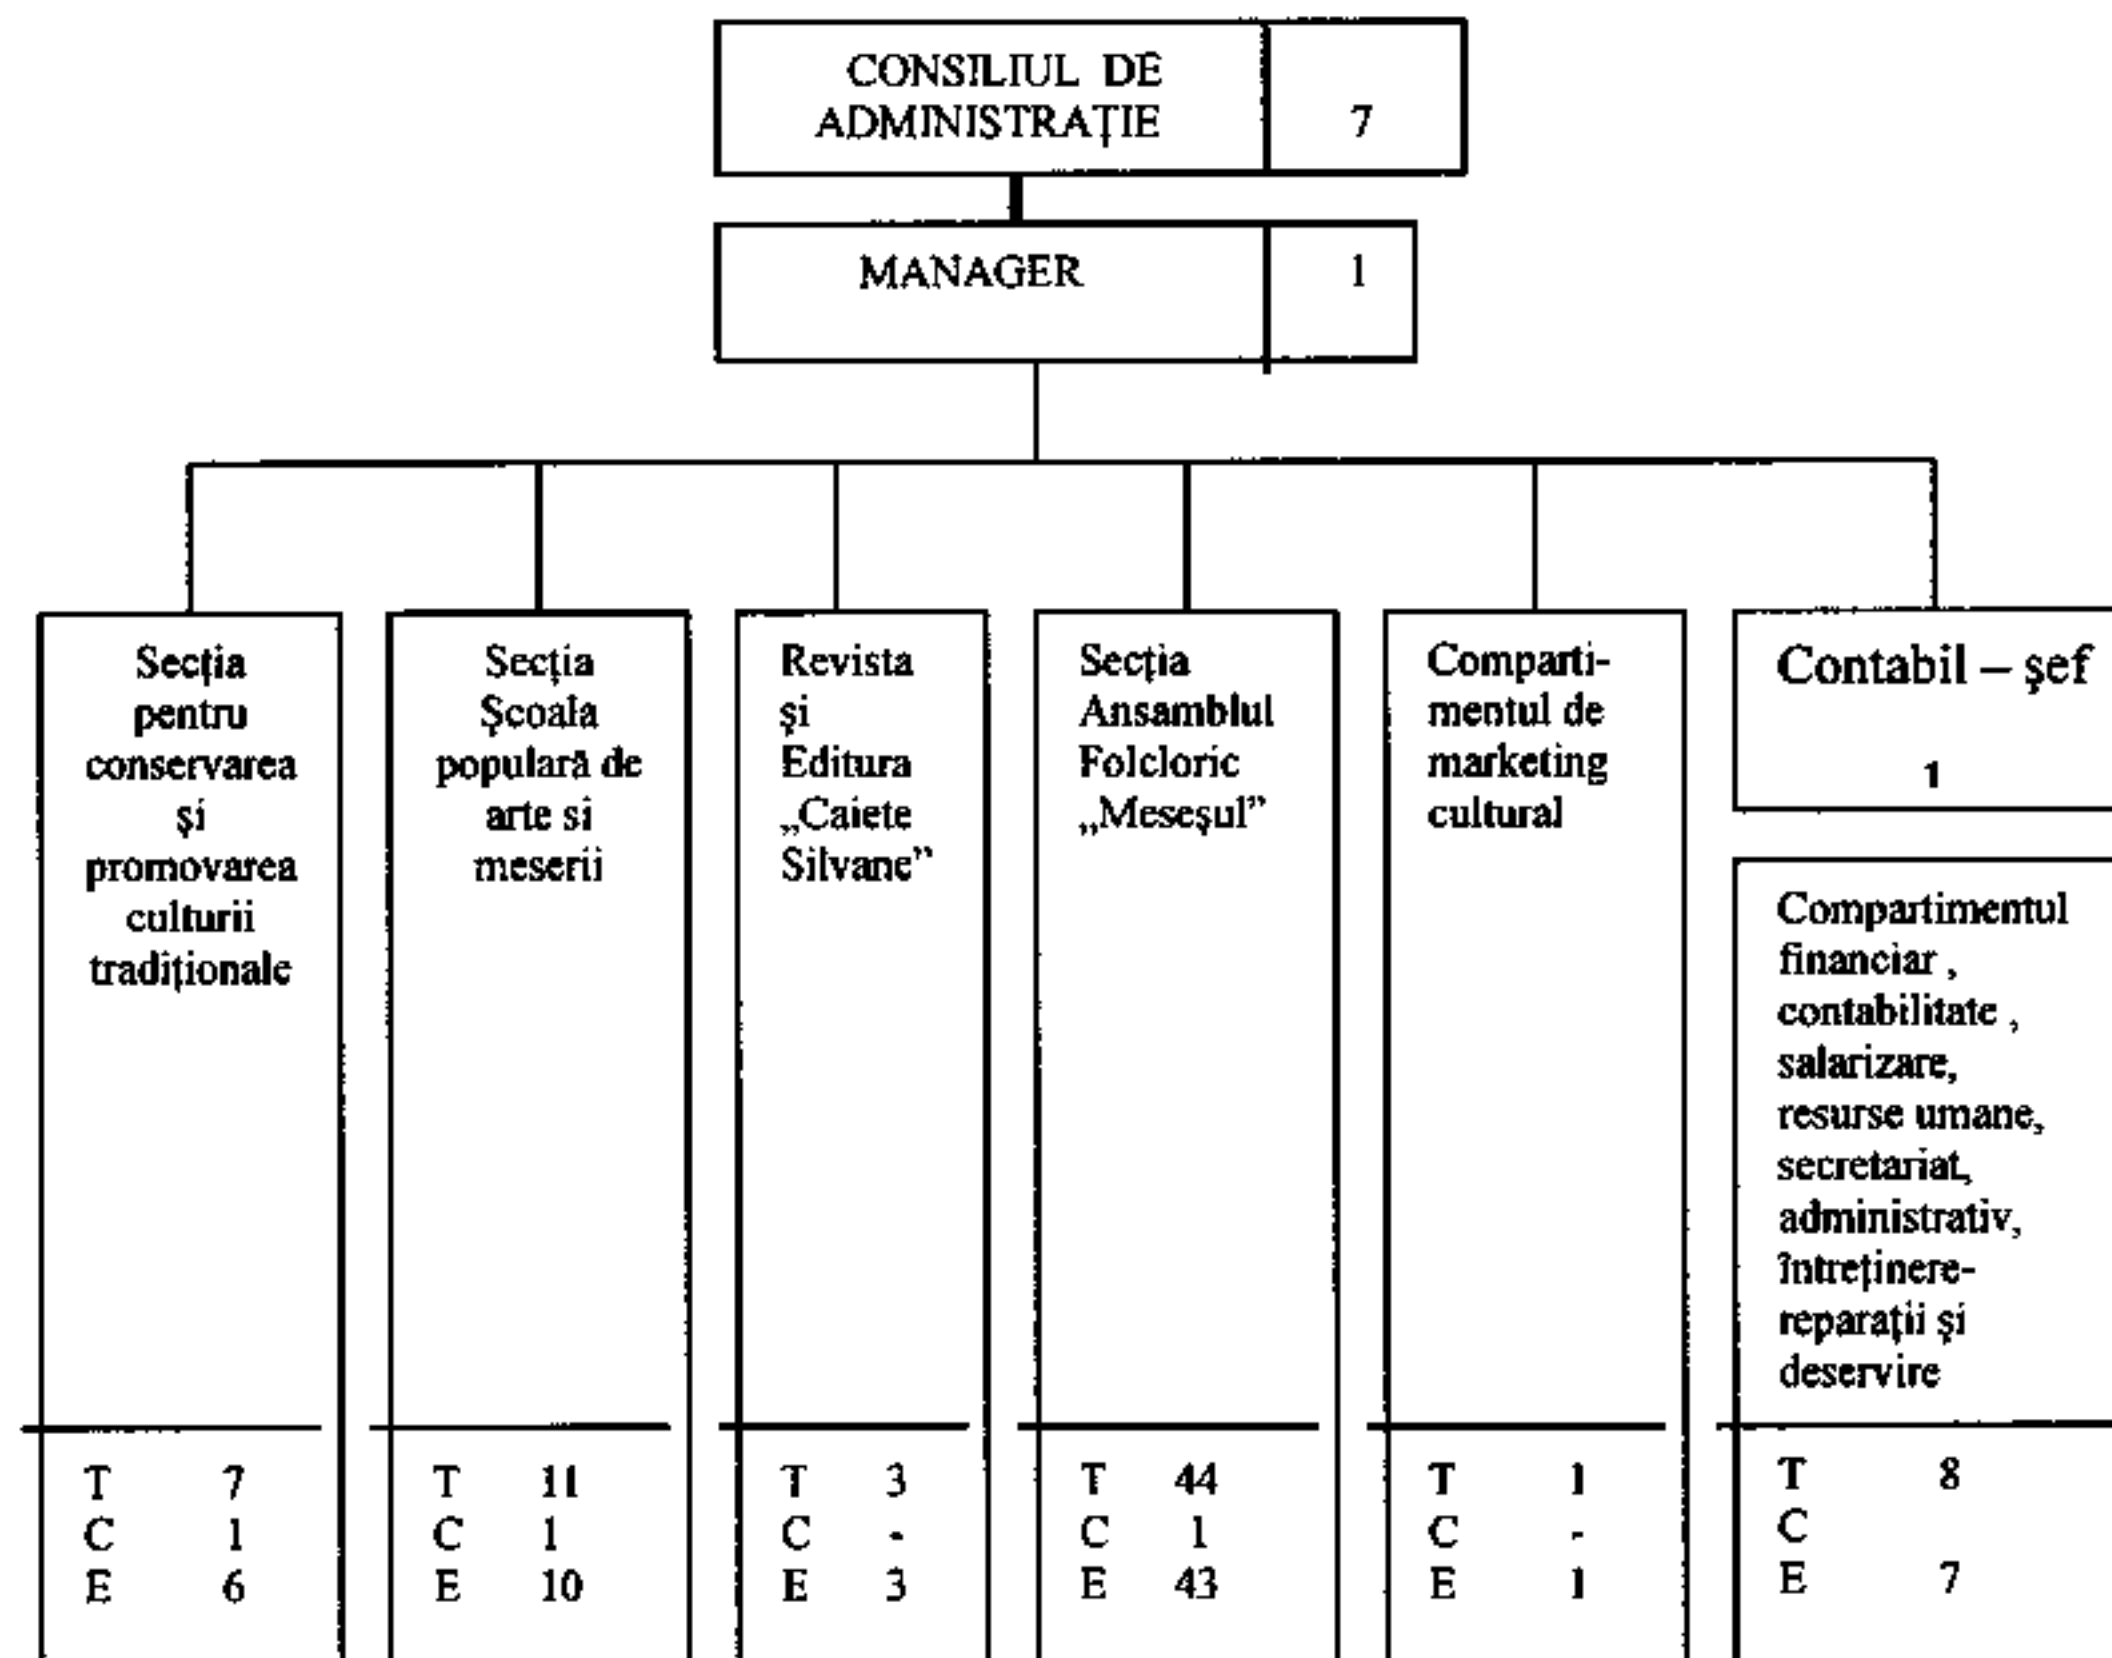 CONSILIUL DE
ADMINISTRAȚIE 7
MANAGER 1
Secția
pentru
conservarea
și
promovarea
culturii
tradiționale
T 7
C 1
E 6
Secția
Școala
populară de
arte si
meserii
T 11
C 1
E 10
Revista
și
Editura
„Caiete
Silvane”
T 3
C -
E 3
Secția
Ansamblul
Folcloric
„Meseșul”
T 44
C 1
E 43
Comparti-
mentul de
marketing
cultural
T 1
C -
E 1
Contabil – șef
1
Compartimentul
financiar ,
contabilitate ,
salarizare,
resurse umane,
secretariat,
administrativ,
întreținere-
reparații și
deservire
T 8
C
E 7